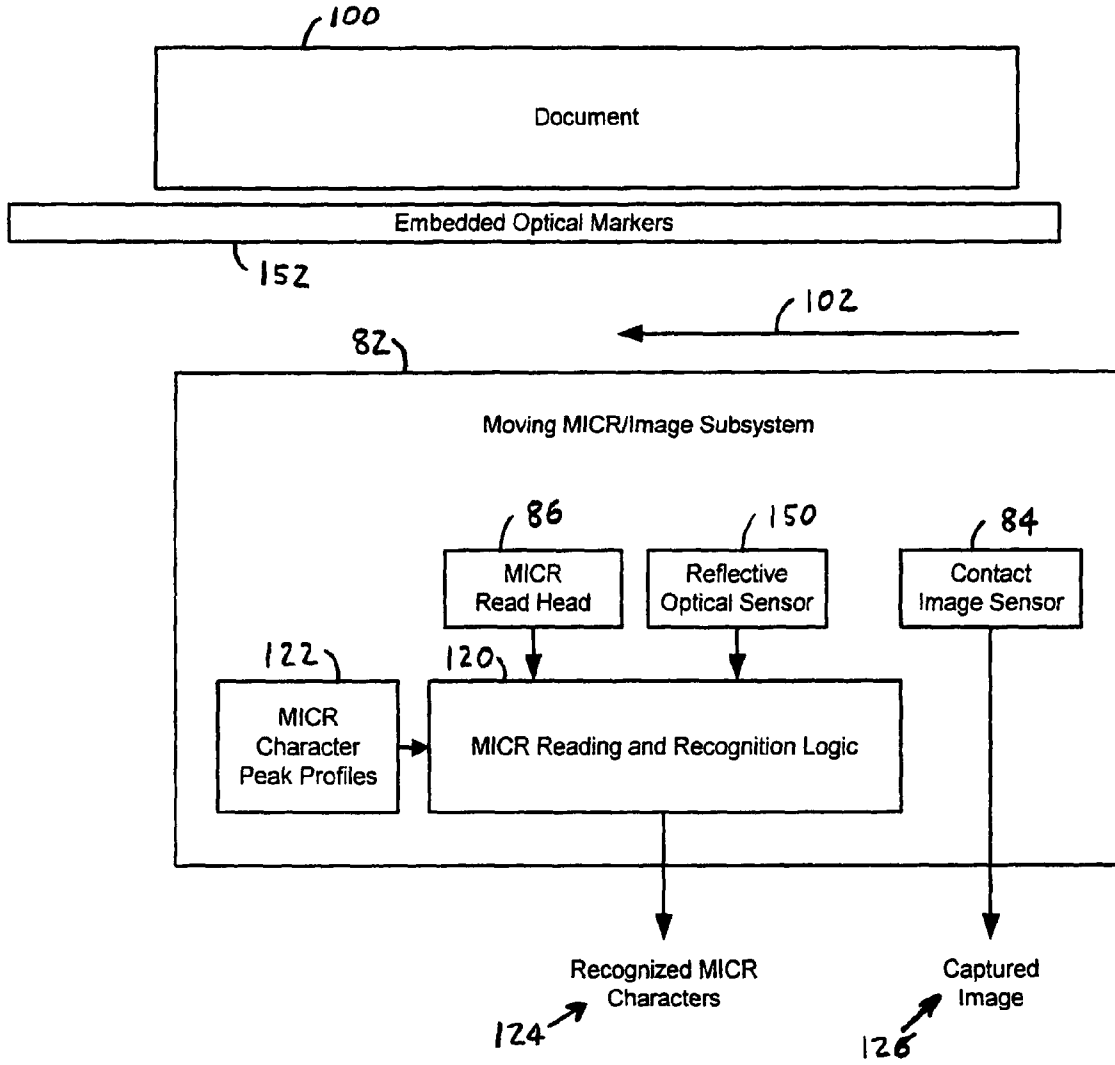 100
Document
Embedded Optical Markers
152
102
82
Moving MICR/Image Subsystem
86
150
84
MICR
Read Head
Reflective
Optical Sensor
Contact
Image Sensor
122
120
MICR
Character
Peak Profiles
MICR Reading and Recognition Logic
Recognized MICR
Characters
Captured
Image
124
126